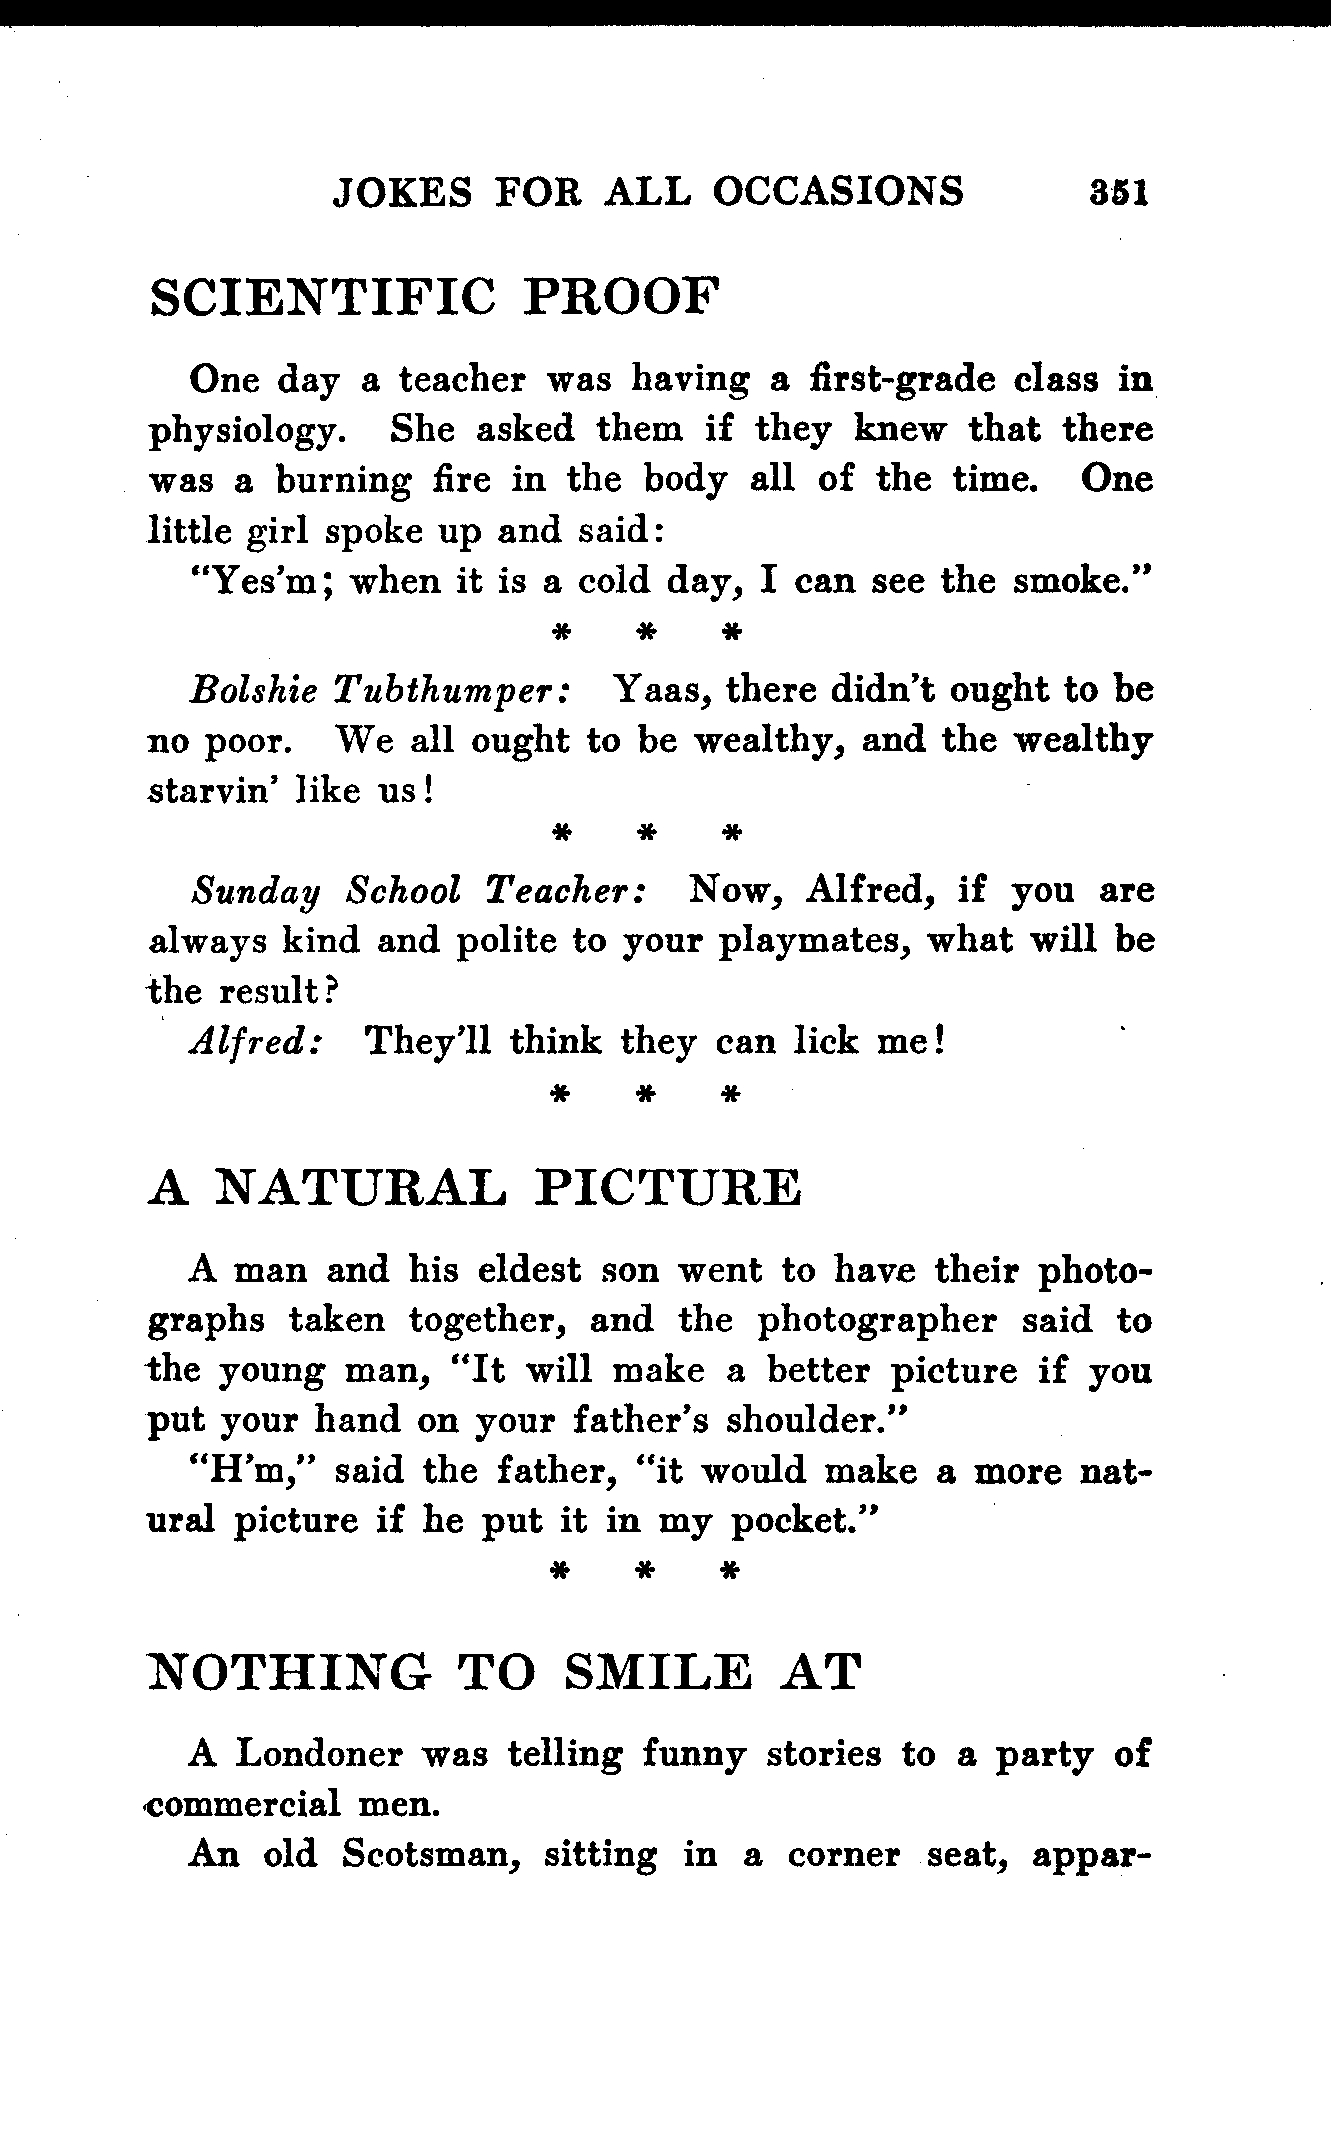 JOKES FOR ALL OCCASIONS 351
SCIENTIFIC PROOF
One day a teacher was having a first-grade class in
physiology. She asked them if they knew that there
was a burning fire in the body all of the time. One
little girl spoke up and said:
"Yes'm; when it is a cold day, I can see the smoke."
* * *
Bolshie Tubthumper: Yaas, there didn't ought to be
no poor. We all ought to be wealthy, and the wealthy
starvin' like us!
* * *
Sunday School Teacher: Now, Alfred, if you are
always kind and polite to your playmates, what will be
the result?
Alfred: They'll think they can lick me!
* * *
A NATURAL PICTURE
A man and his eldest son went to have their photo-
graphs taken together, and the photographer said to
the young man, "It will make a better picture if you
put your hand on your father's shoulder."
"H'm," said the father, "it would make a more nat-
ural picture if he put it in my pocket."
* * *
NOTHING TO SMILE AT
A Londoner was telling funny stories to a party of
commercial men.
An old Scotsman, sitting in a corner seat, appar-